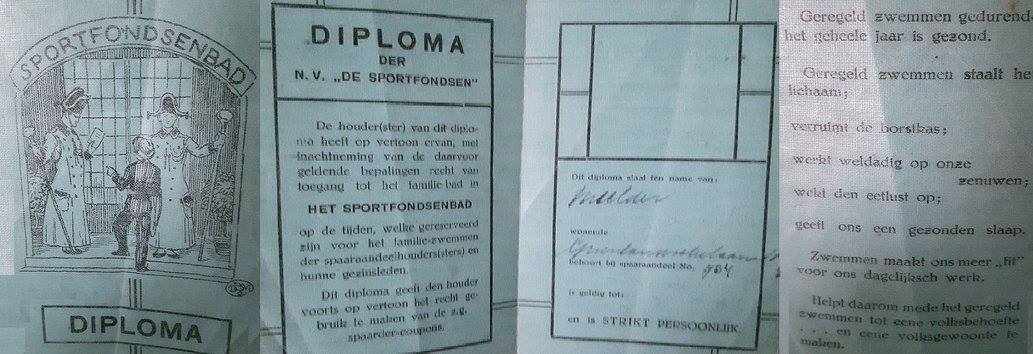 SPORTFONDSENBAD
DIPLOMA
DIPLOMA
DER
N.V. „DE SPORTFONDSEN"
De houder(ster) van dit diplo-
ma heeft op vertoon ervan, met
inachtneming van de daarvoor
geldende bepalingen recht van
toegang tot het familiebad in
HET SPORTFONDSENBAD
op de tijden, welke gereserveerd
zijn voor het familie-zwemmen
der spaaraandeelhouders(sters) en
hunne gezinsleden.
Dit diploma geeft den houder
voorts op vertoon het recht ge-
bruik te maken van de z.g.
spaarder-coupons.
Dit diploma staat ten name van:
wonende
behoort bij spaaraandeel No.
is geldig tot:
en is STRIKT PERSOONLIJK.
Geregeld zwemmen gedurende
het geheele jaar is gezond.
Geregeld zwemmen staalt he
lichaam;
verruimt de borstkas;
werkt weldadig op onze
zenuwen;
wekt den eetlust op;
geeft ons een gezonden slaap.
Zwemmen maakt ons meer „fit"
voor ons dagelijksch werk.
Helpt daarom mede het geregeld
zwemmen tot eene volksbehoefte
.... en eene volksgewoonte te
maken.